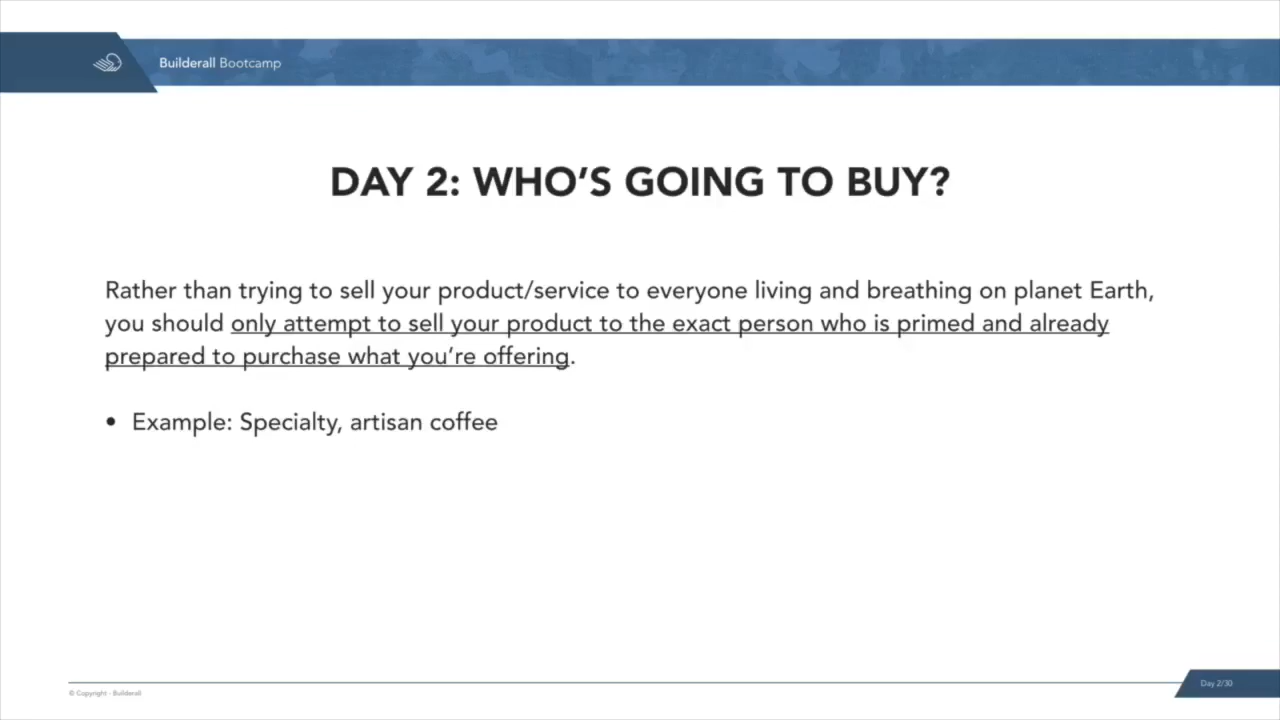 Builderall Bootcamp
DAY 2: WHO’S GOING TO BUY?
Rather than trying to sell your product/service to everyone living and breathing on planet Earth,
you should only attempt to sell your product to the exact person who is primed and already
prepared to purchase what you’re offering.
• Example: Specialty, artisan coffee
© Copyright - Builderall
Day 2/30